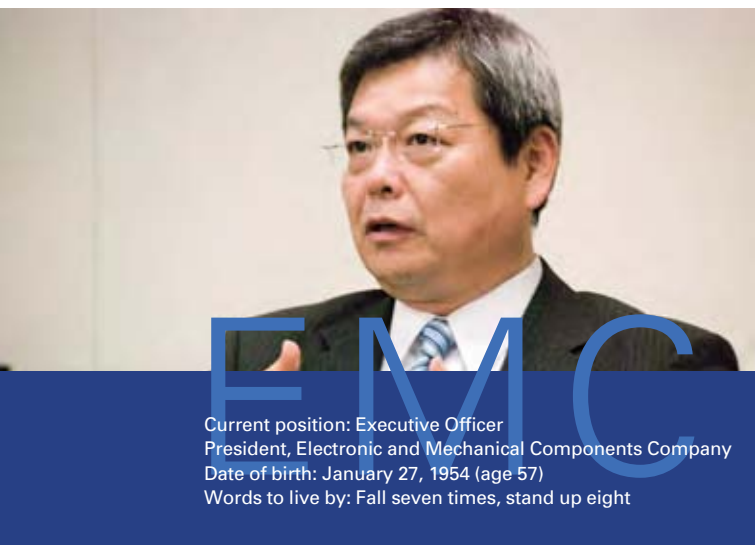 EMC
Current position: Executive Officer
President, Electronic and Mechanical Components Company
Date of birth: January 27, 1954 (age 57)
Words to live by: Fall seven times, stand up eight